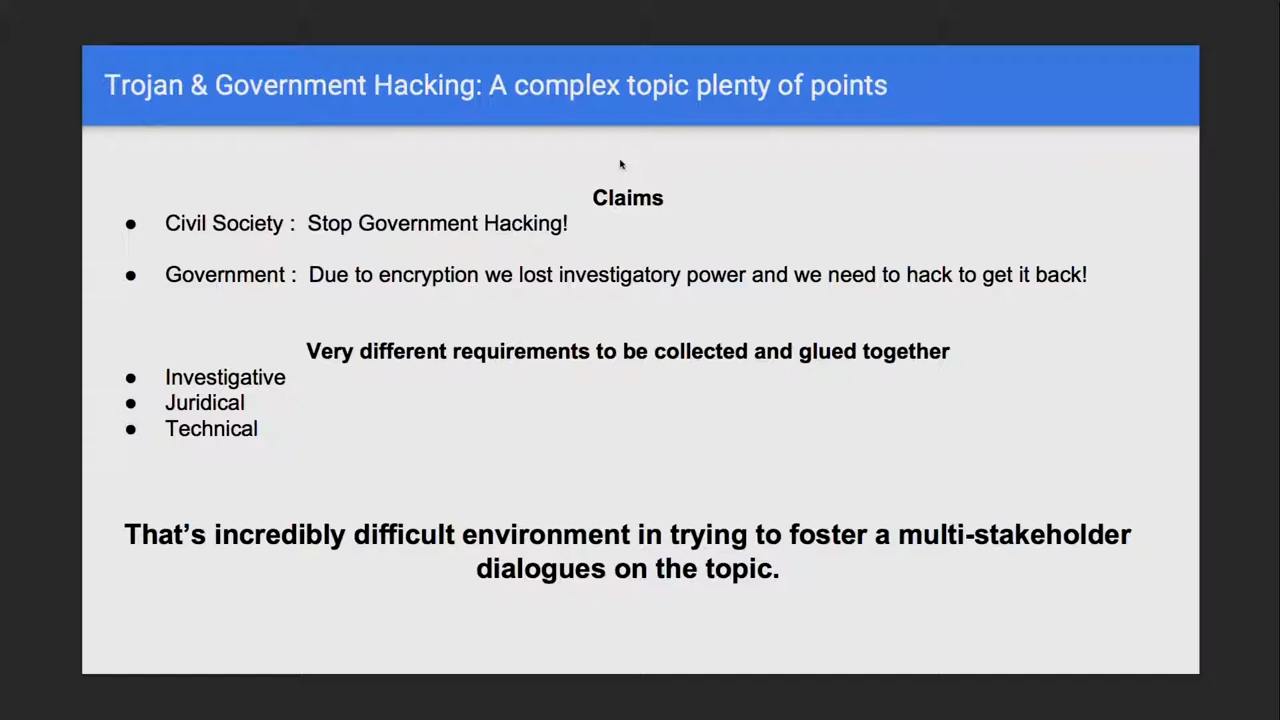 Trojan & Government Hacking: A complex topic plenty of points
Claims
● Civil Society : Stop Government Hacking!
● Government : Due to encryption we lost investigatory power and we need to hack to get it back!
Very different requirements to be collected and glued together
● Investigative
● Juridical
● Technical
That’s incredibly difficult environment in trying to foster a multi-stakeholder
dialogues on the topic.